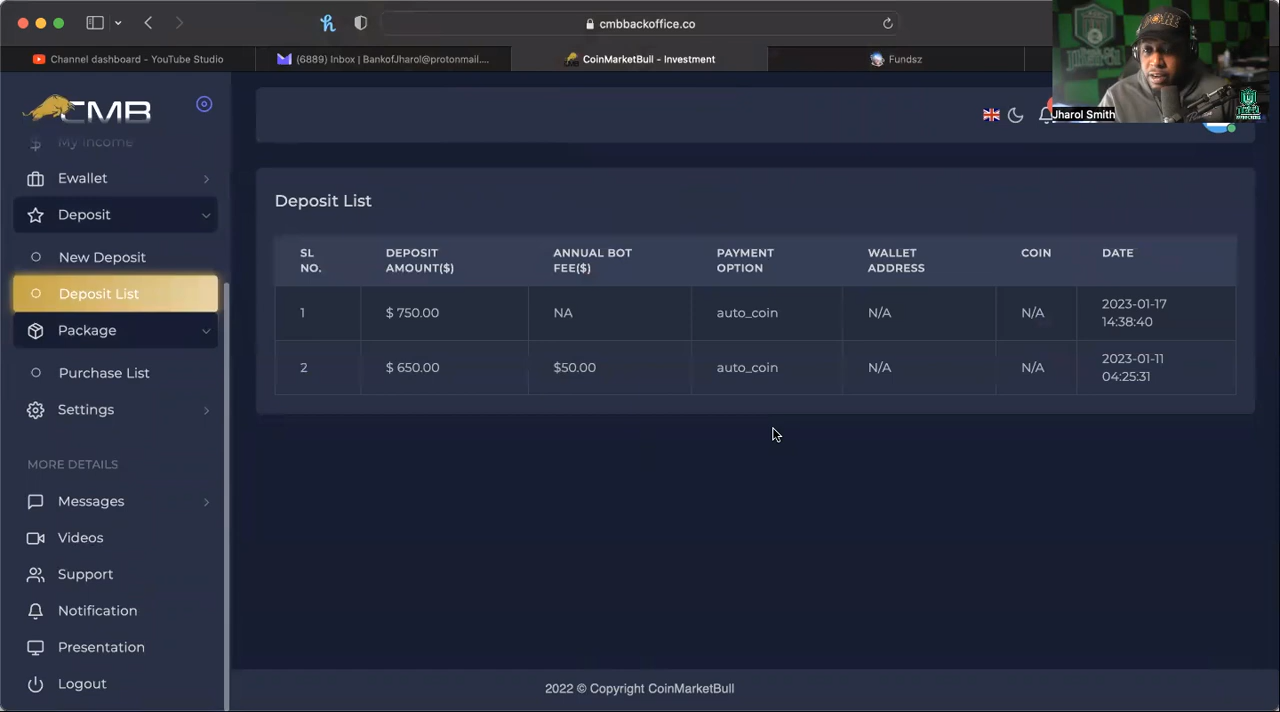 cmbbackoffice.co
Channel dashboard - YouTube Studio
(6889) Inbox | BankofJharol@protonmail....
CoinMarketBull - Investment
Fundsz
Jharol Smith
CMB
My Income
Ewallet
Deposit
New Deposit
Deposit List
Package
Purchase List
Settings
MORE DETAILS
Messages
Videos
Support
Notification
Presentation
Logout
Deposit List
SL NO. DEPOSIT AMOUNT($) ANNUAL BOT FEE($) PAYMENT OPTION WALLET ADDRESS COIN DATE
1 $ 750.00 NA auto_coin N/A N/A 2023-01-17 14:38:40
2 $ 650.00 $50.00 auto_coin N/A N/A 2023-01-11 04:25:31
2022 © Copyright CoinMarketBull